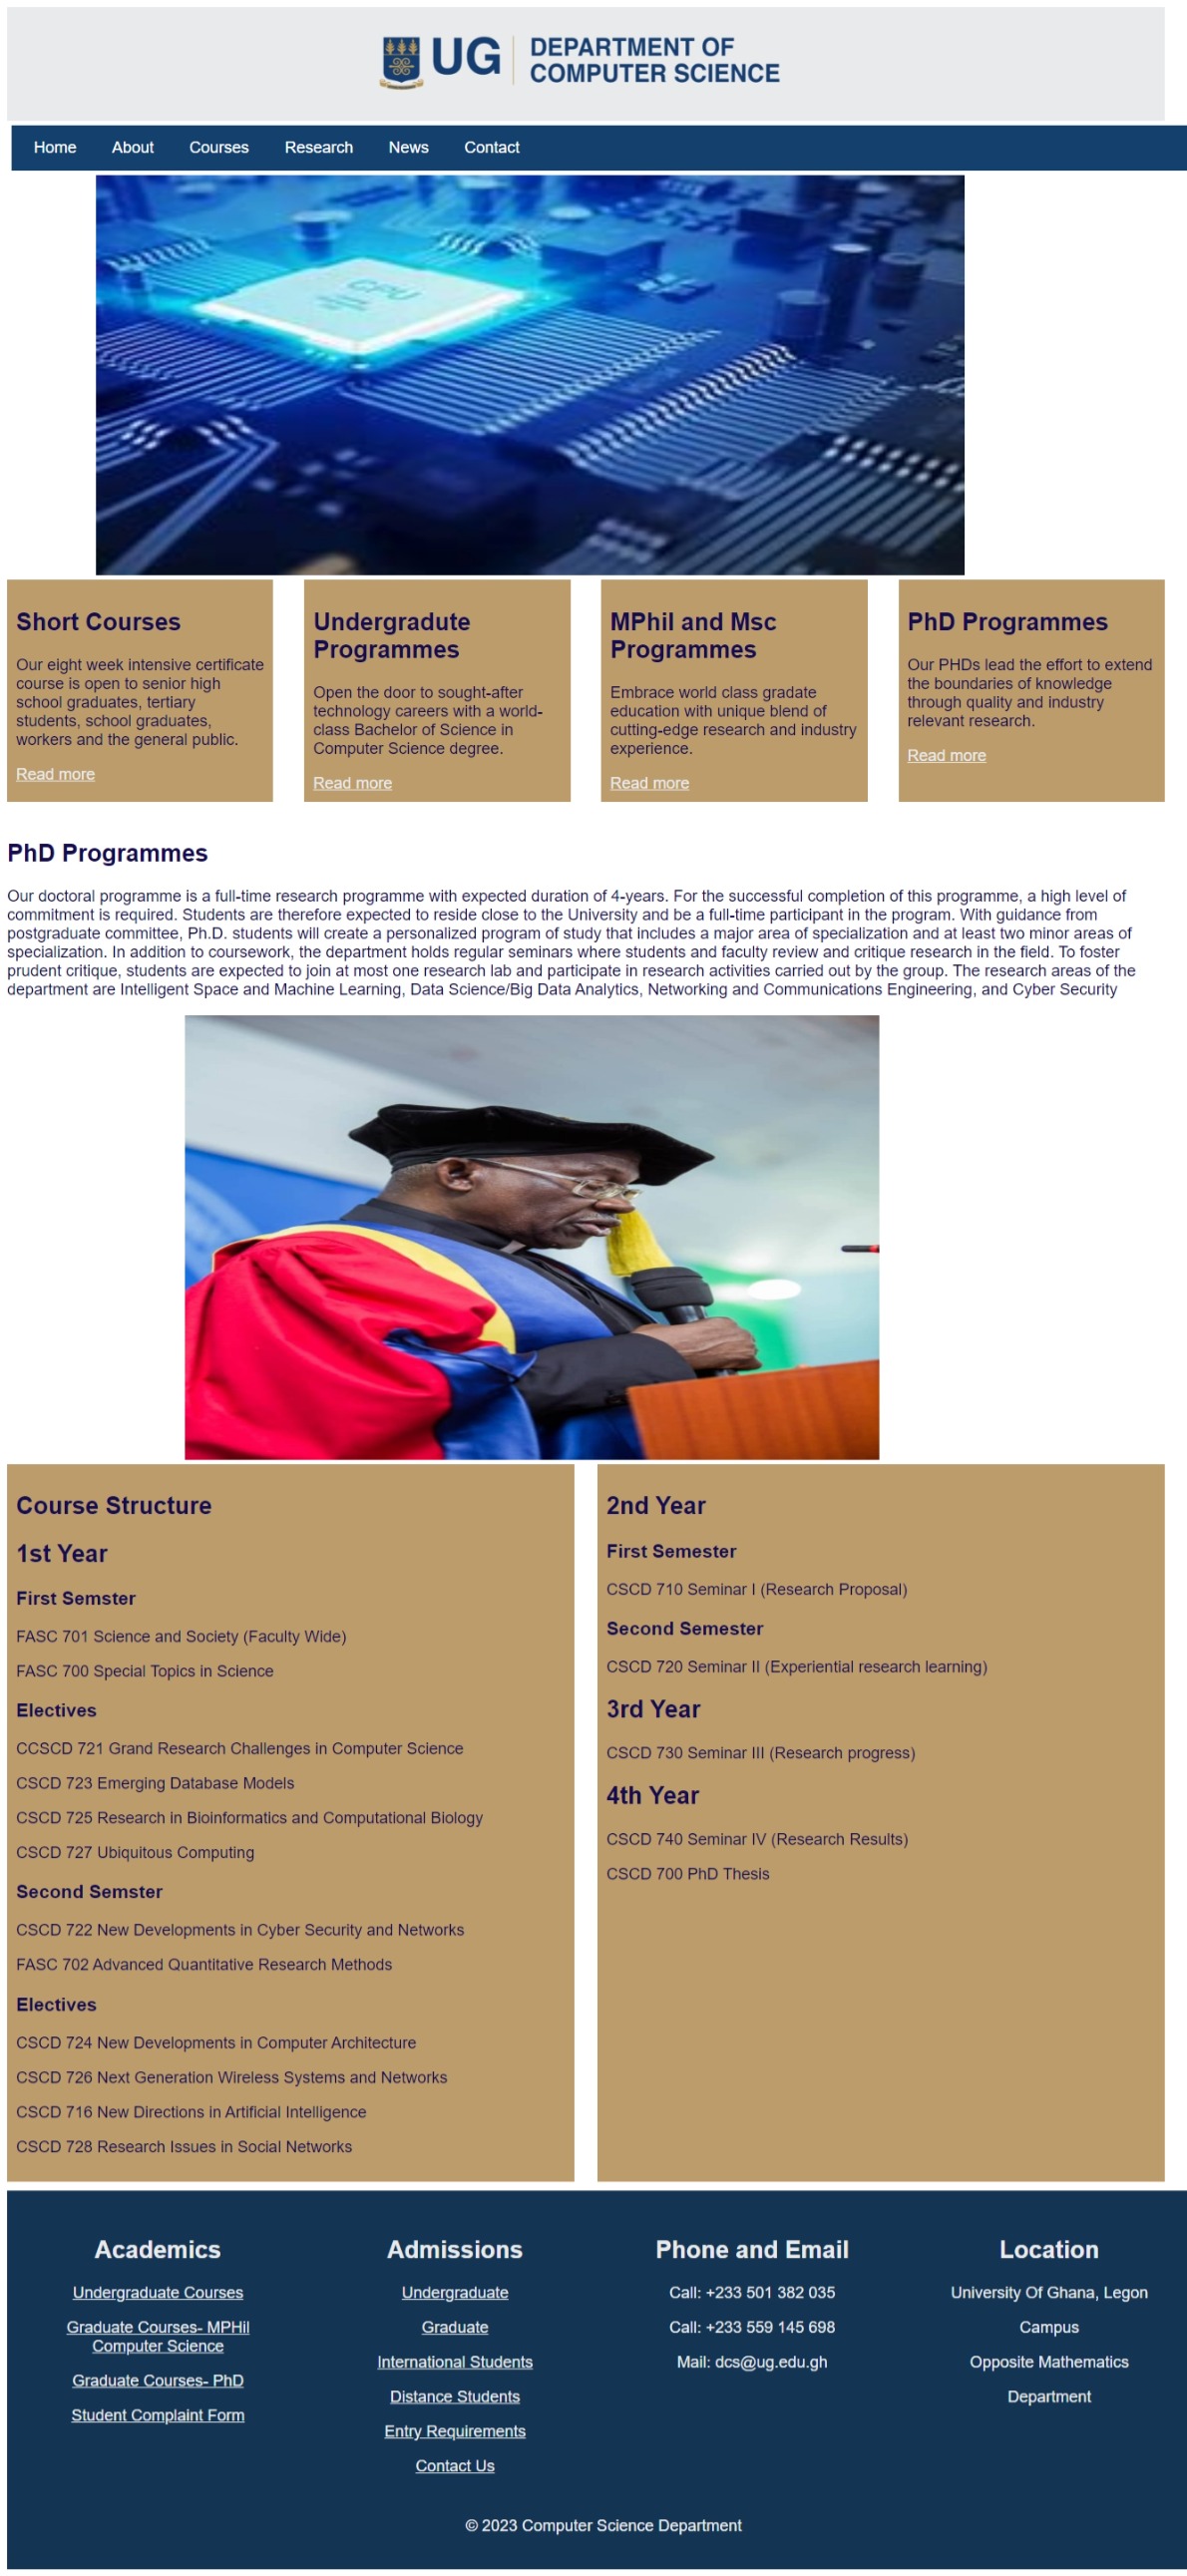 UG
DEPARTMENT OF
COMPUTER SCIENCE
Home About Courses Research News Contact
CPU
Short Courses
Our eight week intensive certificate
course is open to senior high
school graduates, tertiary
students, school graduates,
workers and the general public.
Read more
Undergradute
Programmes
Open the door to sought-after
technology careers with a world-
class Bachelor of Science in
Computer Science degree.
Read more
MPhil and Msc
Programmes
Embrace world class gradate
education with unique blend of
cutting-edge research and industry
experience.
Read more
PhD Programmes
Our PHDs lead the effort to extend
the boundaries of knowledge
through quality and industry
relevant research.
Read more
PhD Programmes
Our doctoral programme is a full-time research programme with expected duration of 4-years. For the successful completion of this programme, a high level of
commitment is required. Students are therefore expected to reside close to the University and be a full-time participant in the program. With guidance from
postgraduate committee, Ph.D. students will create a personalized program of study that includes a major area of specialization and at least two minor areas of
specialization. In addition to coursework, the department holds regular seminars where students and faculty review and critique research in the field. To foster
prudent critique, students are expected to join at most one research lab and participate in research activities carried out by the group. The research areas of the
department are Intelligent Space and Machine Learning, Data Science/Big Data Analytics, Networking and Communications Engineering, and Cyber Security
Course Structure
1st Year
First Semster
FASC 701 Science and Society (Faculty Wide)
FASC 700 Special Topics in Science
Electives
CCSCD 721 Grand Research Challenges in Computer Science
CSCD 723 Emerging Database Models
CSCD 725 Research in Bioinformatics and Computational Biology
CSCD 727 Ubiquitous Computing
Second Semster
CSCD 722 New Developments in Cyber Security and Networks
FASC 702 Advanced Quantitative Research Methods
Electives
CSCD 724 New Developments in Computer Architecture
CSCD 726 Next Generation Wireless Systems and Networks
CSCD 716 New Directions in Artificial Intelligence
CSCD 728 Research Issues in Social Networks
2nd Year
First Semester
CSCD 710 Seminar I (Research Proposal)
Second Semester
CSCD 720 Seminar II (Experiential research learning)
3rd Year
CSCD 730 Seminar III (Research progress)
4th Year
CSCD 740 Seminar IV (Research Results)
CSCD 700 PhD Thesis
Academics
Undergraduate Courses
Graduate Courses- MPHil
Computer Science
Graduate Courses- PhD
Student Complaint Form
Admissions
Undergraduate
Graduate
International Students
Distance Students
Entry Requirements
Contact Us
Phone and Email
Call: +233 501 382 035
Call: +233 559 145 698
Mail: dcs@ug.edu.gh
Location
University Of Ghana, Legon
Campus
Opposite Mathematics
Department
© 2023 Computer Science Department